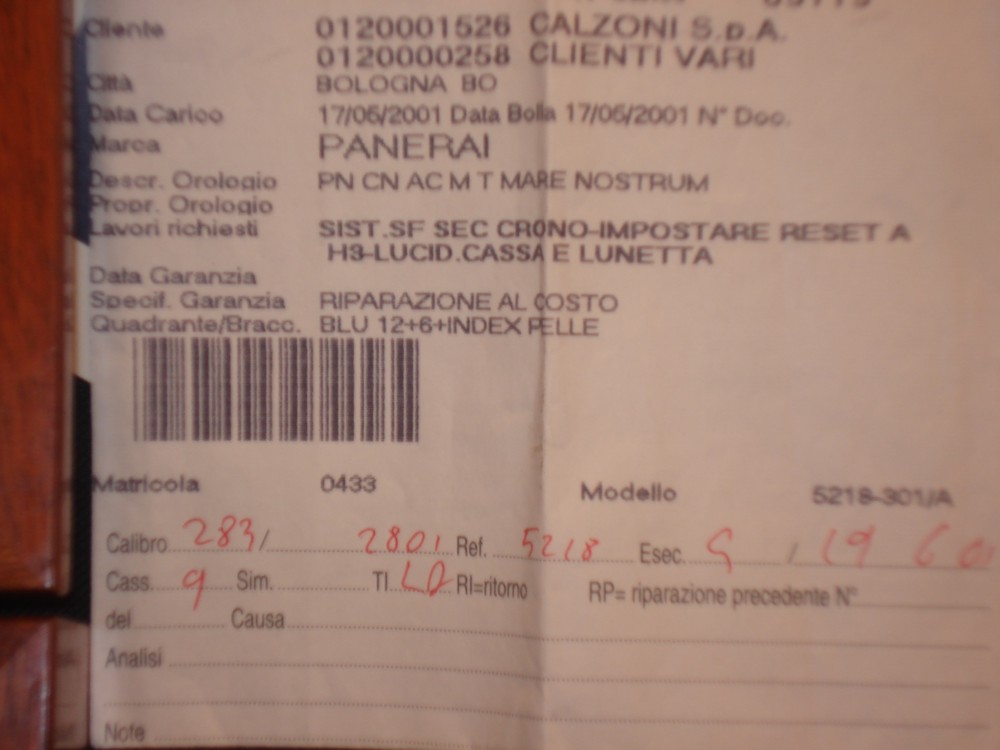 Cliente 0120001526 CALZONI S.p.A.
0120000258 CLIENTI VARI
Città BOLOGNA BO
Data Carico 17/05/2001 Data Bolla 17/05/2001 N° Doc.
Marca PANERAI
Descr. Orologio PN CN AC M T MARE NOSTRUM
Propr. Orologio
Lavori richiesti SIST.SF SEC CRONO-IMPOSTARE RESET A
H3-LUCID.CASSA E LUNETTA
Data Garanzia
Specif. Garanzia RIPARAZIONE AL COSTO
Quadrante/Bracc. BLU 12+6+INDEX PELLE
Matricola 0433 Modello 5218-301/A
Calibro 283/ 2801 Ref. 5218 Esec. / 19
Cass. 9 Sim. TI RI=ritorno RP= riparazione precedente N°
del Causa
Analisi
Note